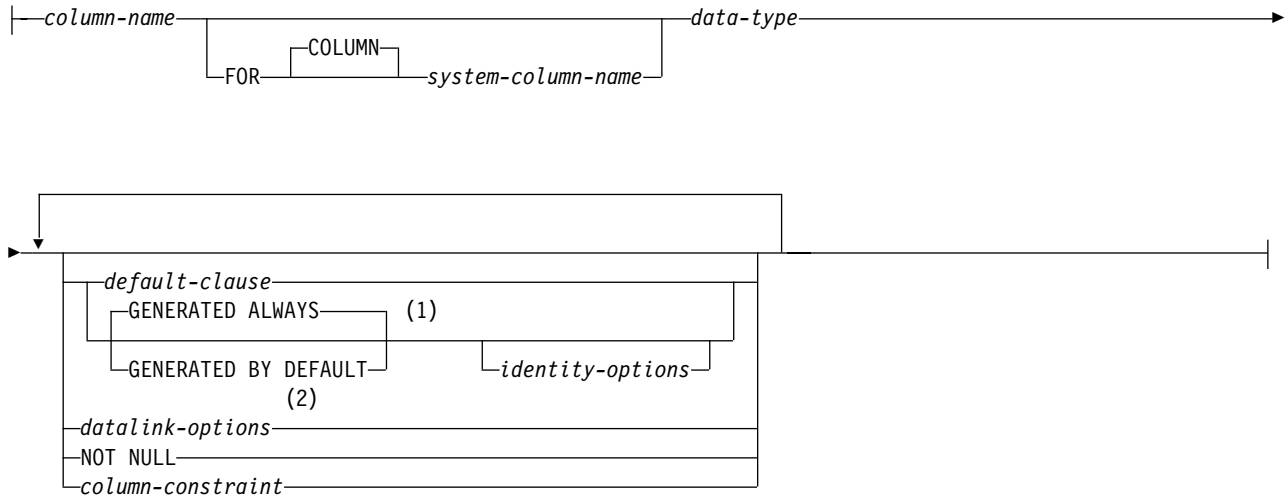 column-name data-type
COLUMN
FOR system-column-name
default-clause
GENERATED ALWAYS (1)
GENERATED BY DEFAULT identity-options
(2)
datalink-options
NOT NULL
column-constraint